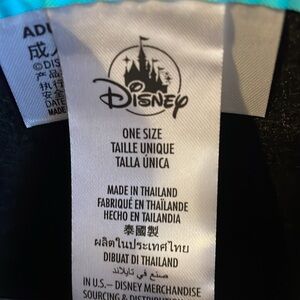 ADU
成
©DIS
产品
执行
安全
DATE
MADE
Disney
ONE SIZE
TAILLE UNIQUE
TALLA ÚNICA
MADE IN THAILAND
FABRIQUÉ EN THAÏLANDE
HECHO EN TAILANDIA
泰國製
ผลิตในประเทศไทย
DIBUAT DI THAILAND
صنع في تايلاند
IN U.S.– DISNEY MERCHANDISE
SOURCING & DISTRIBUTION